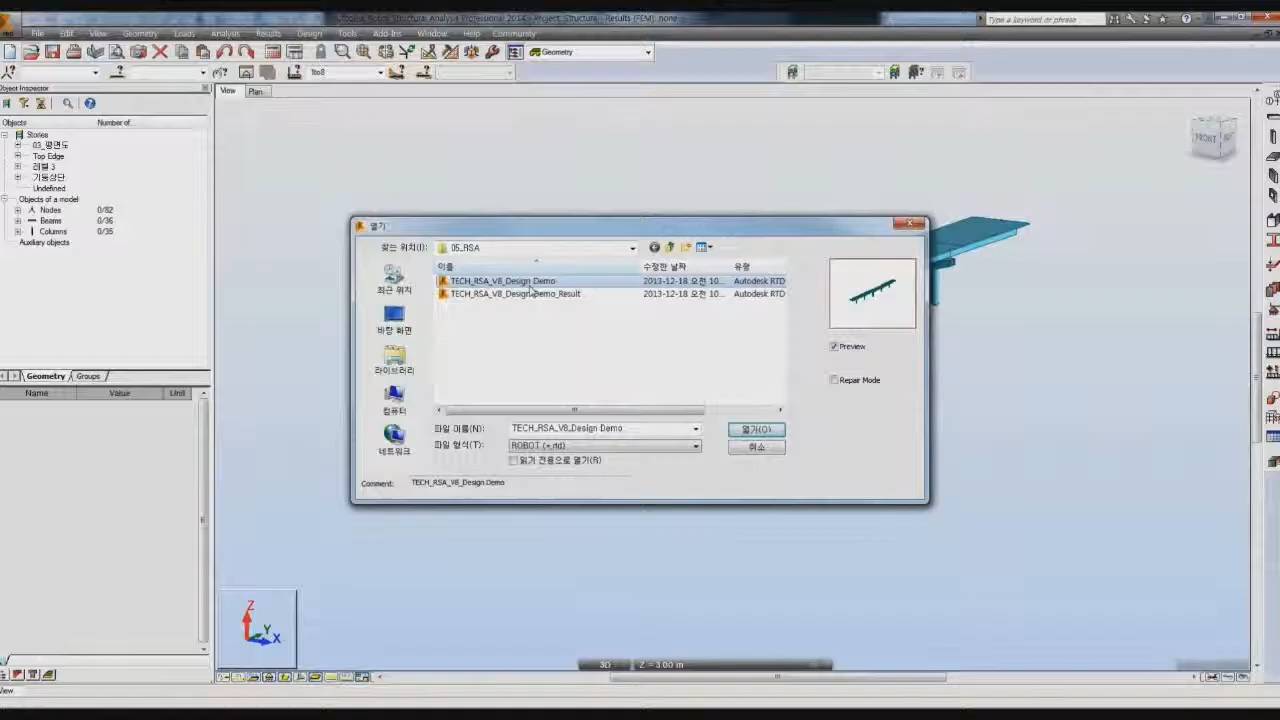 Autodesk Robot Structural Analysis Professional 2014 - Project: Structure - Results (FEM): none
Type a keyword or phrase
File Edit View Geometry Loads Analysis Results Design Tools Add-Ins Window Help Community
Geometry
1to8
Object Inspector
View Plan
Objects Number of...
Stories
03_평면도
Top Edge
레벨 3
기둥상단
Undefined
Objects of a model
Nodes 0/82
Beams 0/36
Columns 0/35
Auxiliary objects
Geometry Groups
Name Value Unit
FRONT
열기
찾는 위치(I): 05_RSA
이름 수정한 날짜 유형
TECH_RSA_V8_Design Demo 2013-12-18 오전 10... Autodesk RTD
TECH_RSA_V8_Design Demo_Result 2013-12-18 오전 10... Autodesk RTD
최근 위치
바탕 화면
라이브러리
컴퓨터
네트워크
Preview
Repair Mode
파일 이름(N): TECH_RSA_V8_Design Demo 열기(O)
파일 형식(T): ROBOT (*.rtd) 취소
읽기 전용으로 열기(R)
Comment: TECH_RSA_V8_Design Demo
Z
Y
X
3D Z = 3.00 m
View